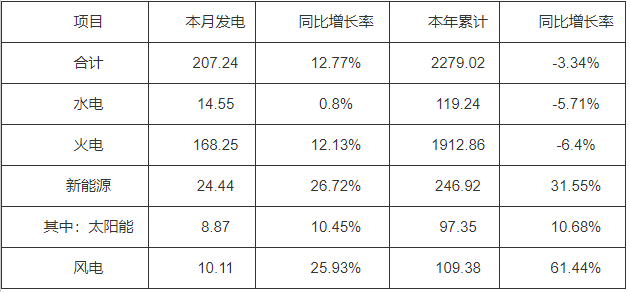 项目 本月发电 同比增长率 本年累计 同比增长率
合计 207.24 12.77% 2279.02 -3.34%
水电 14.55 0.8% 119.24 -5.71%
火电 168.25 12.13% 1912.86 -6.4%
新能源 24.44 26.72% 246.92 31.55%
其中：太阳能 8.87 10.45% 97.35 10.68%
风电 10.11 25.93% 109.38 61.44%